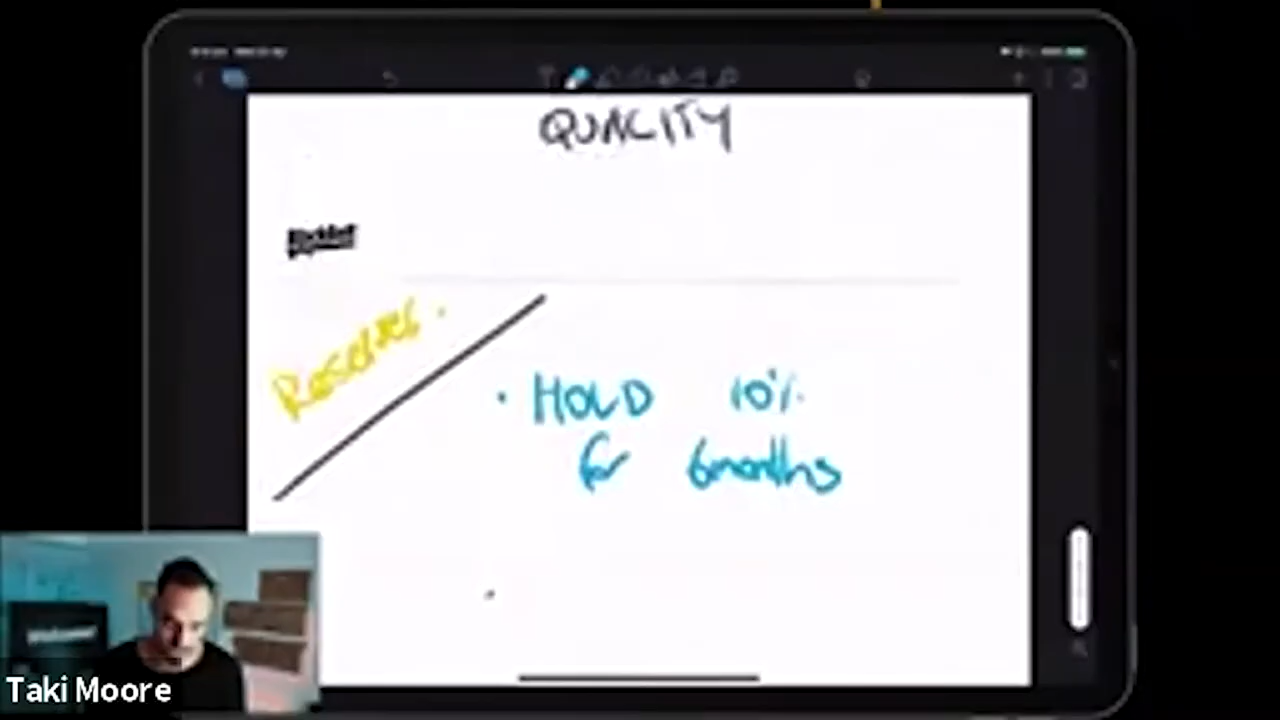 QUALITY
Reserves.
• HOLD 10%
for 6months
Taki Moore